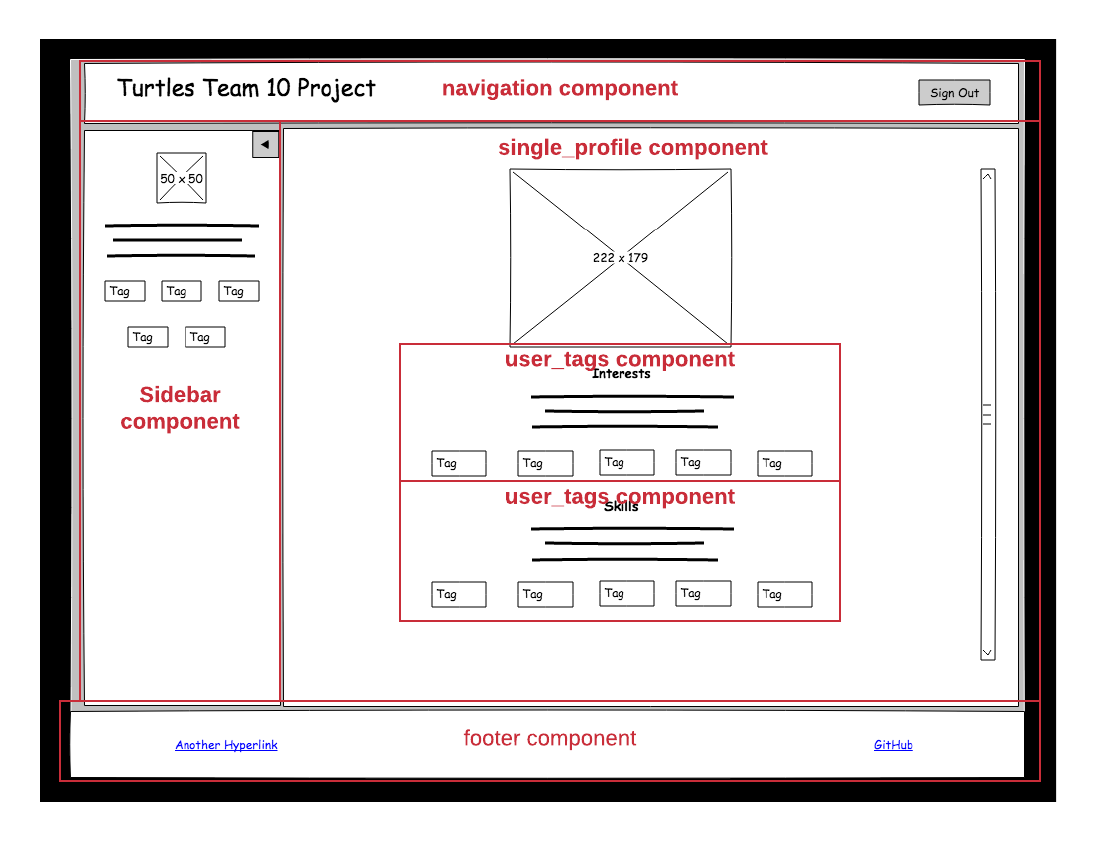 Turtles Team 10 Project
navigation component
Sign Out
◄
50 x 50
Tag Tag Tag
Tag Tag
Sidebar
component
single_profile component
222 x 179
user_tags component
Interests
Tag Tag Tag Tag Tag
user_tags component
Skills
Tag Tag Tag Tag Tag
Another Hyperlink
footer component
GitHub